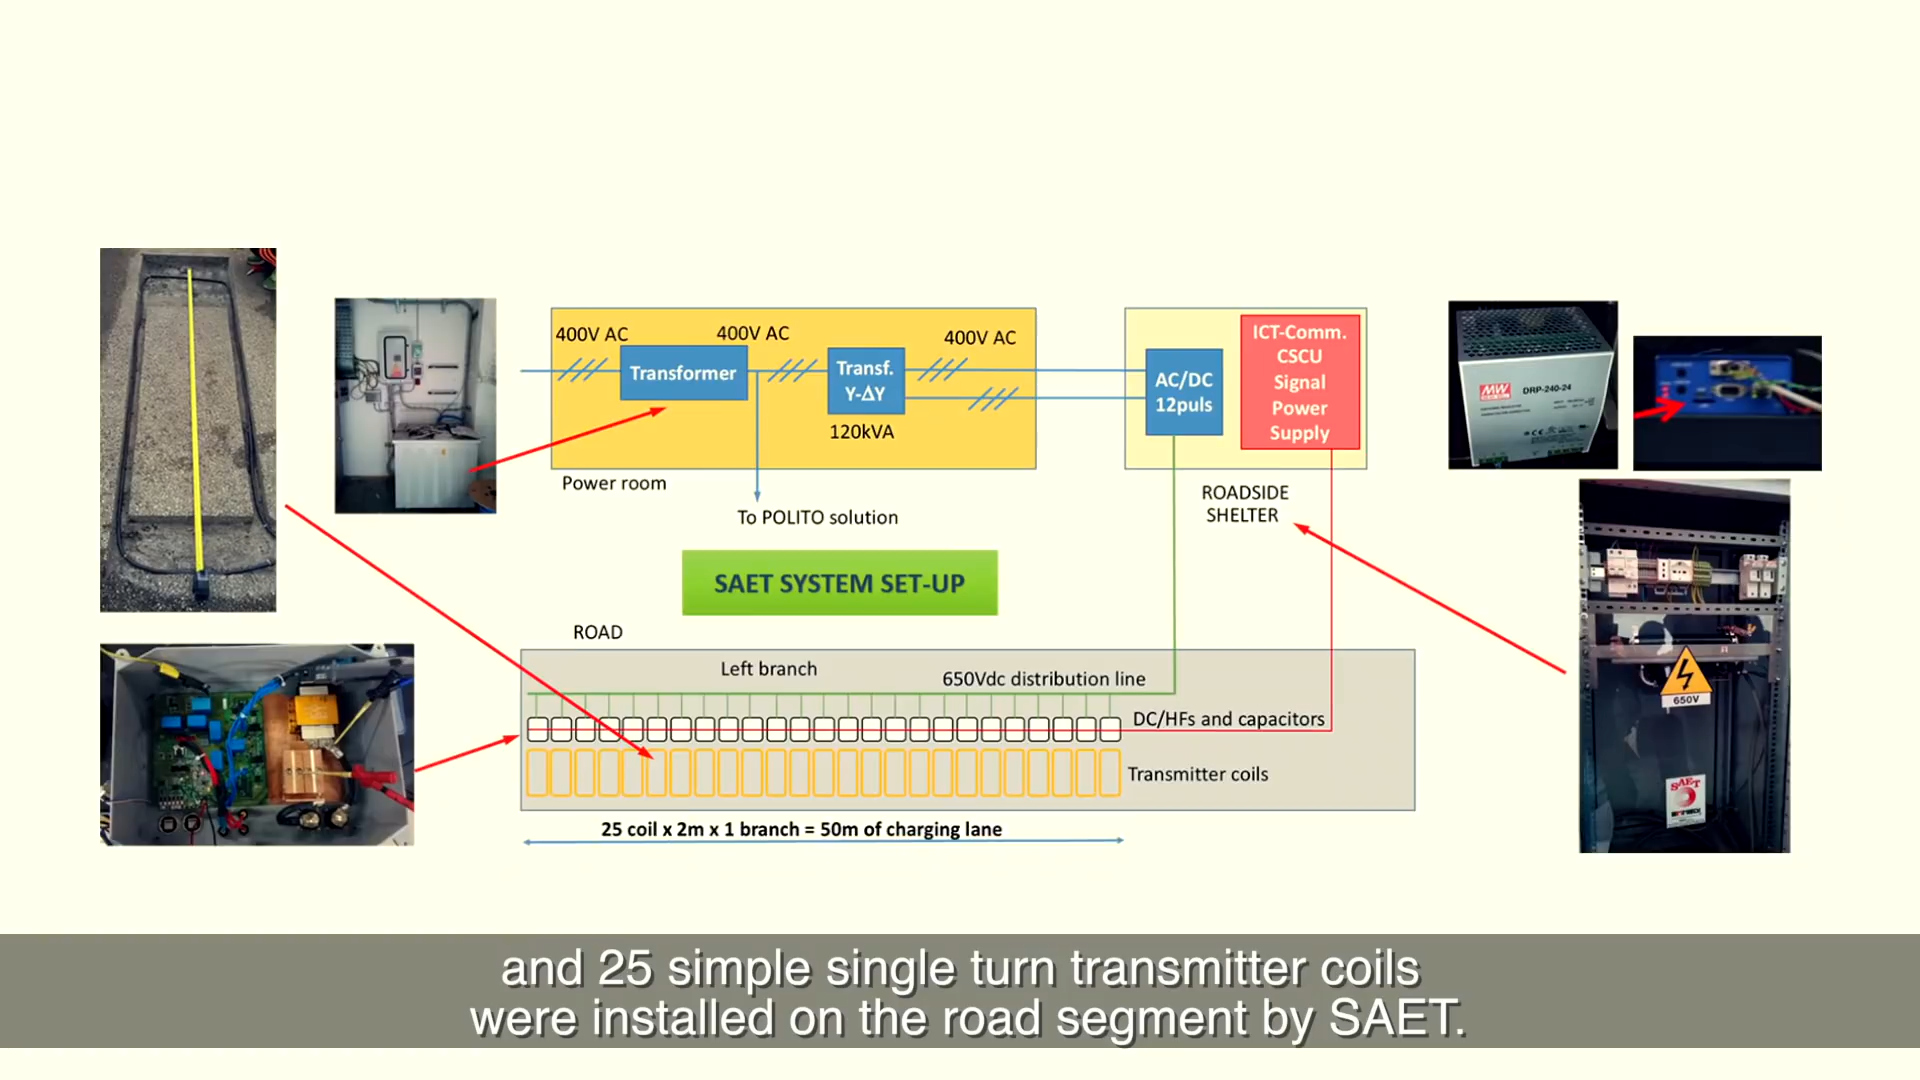 400V AC
400V AC
400V AC
Transformer
Transf.
Y-ΔY
120kVA
Power room
To POLITO solution
AC/DC
12puls
ICT-Comm.
CSCU
Signal
Power
Supply
ROADSIDE
SHELTER
MW
DRP-240-24
SAET SYSTEM SET-UP
ROAD
Left branch
650Vdc distribution line
DC/HFs and capacitors
Transmitter coils
25 coil x 2m x 1 branch = 50m of charging lane
650V
SAET
and 25 simple single turn transmitter coils
were installed on the road segment by SAET.